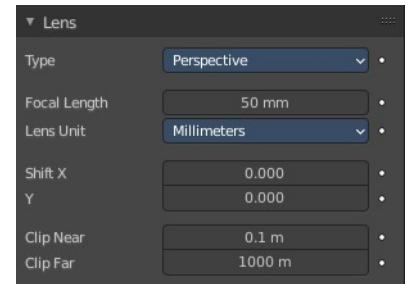 Lens
Type Perspective
Focal Length 50 mm
Lens Unit Millimeters
Shift X 0.000
Y 0.000
Clip Near 0.1 m
Clip Far 1000 m